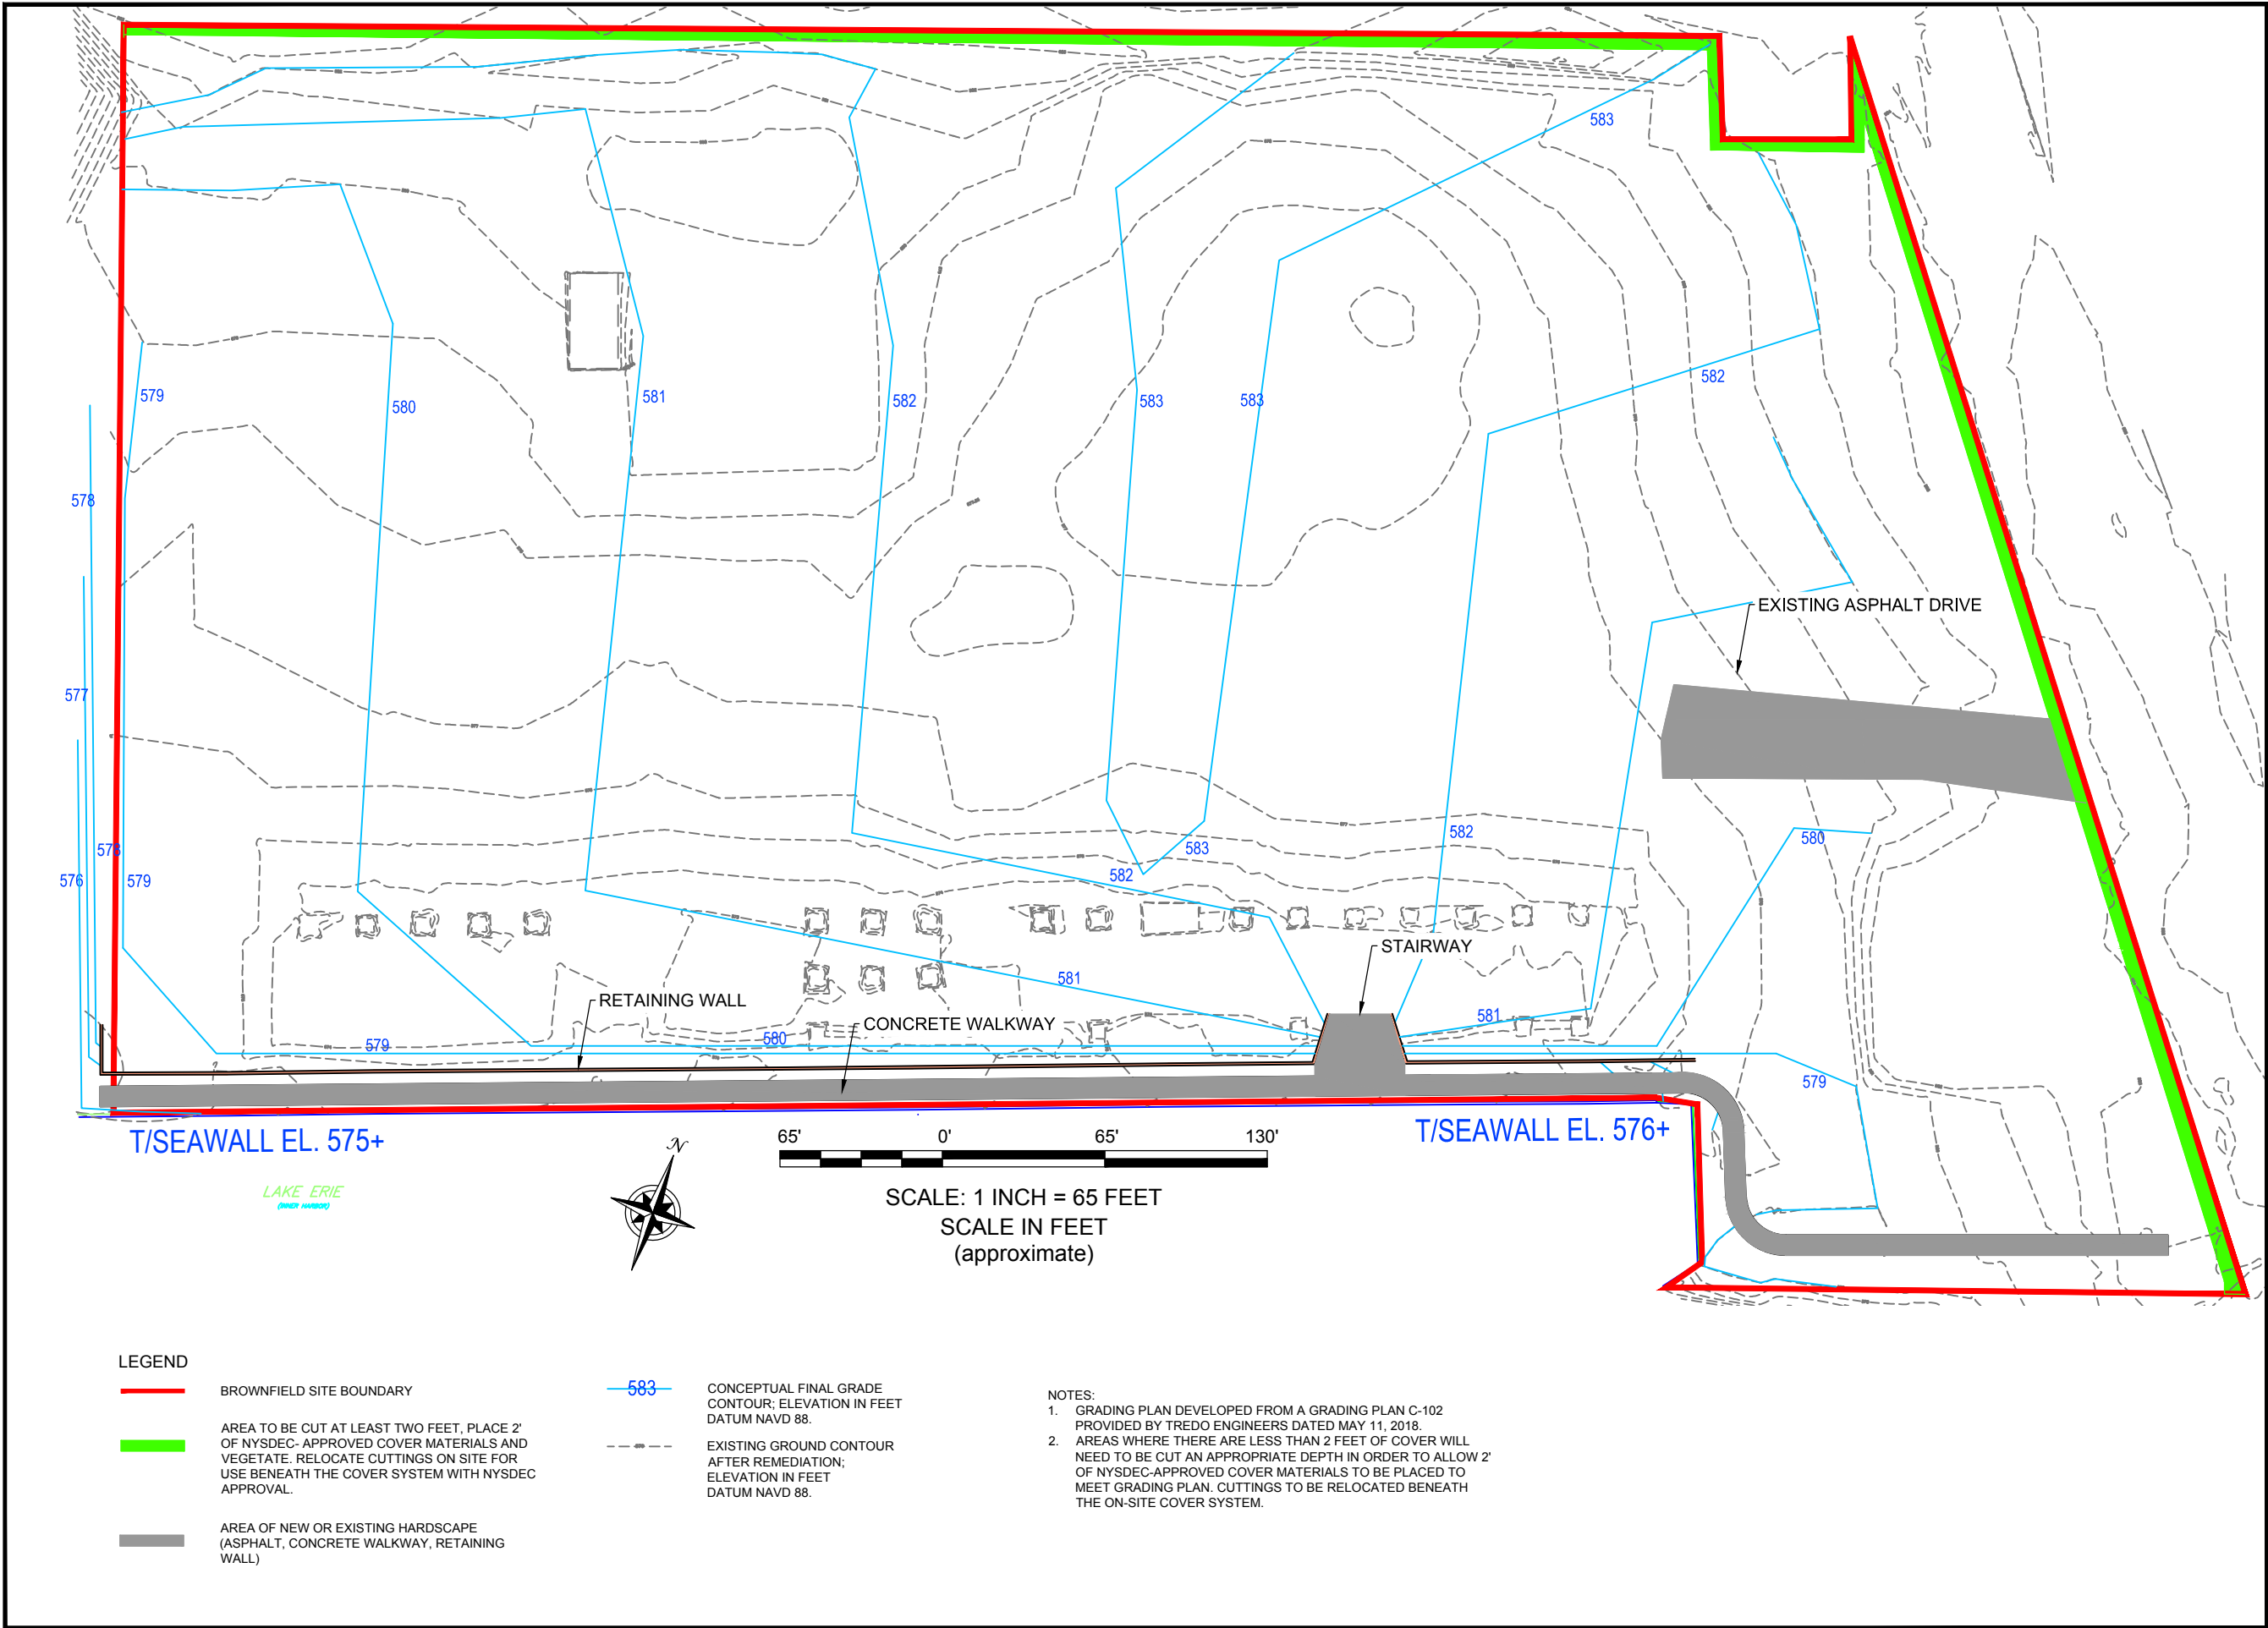 583
579
580
581
582
583
583
582
578
EXISTING ASPHALT DRIVE
577
578
576
579
583
582
582
580
STAIRWAY
581
RETAINING WALL
CONCRETE WALKWAY
581
579
580
579
T/SEAWALL EL. 575+
T/SEAWALL EL. 576+
N
65' 0' 65' 130'
LAKE ERIE
(INNER HARBOR)
SCALE: 1 INCH = 65 FEET
SCALE IN FEET
(approximate)
LEGEND
BROWNFIELD SITE BOUNDARY
AREA TO BE CUT AT LEAST TWO FEET, PLACE 2'
OF NYSDEC- APPROVED COVER MATERIALS AND
VEGETATE. RELOCATE CUTTINGS ON SITE FOR
USE BENEATH THE COVER SYSTEM WITH NYSDEC
APPROVAL.
AREA OF NEW OR EXISTING HARDSCAPE
(ASPHALT, CONCRETE WALKWAY, RETAINING
WALL)
583
CONCEPTUAL FINAL GRADE
CONTOUR; ELEVATION IN FEET
DATUM NAVD 88.
EXISTING GROUND CONTOUR
AFTER REMEDIATION;
ELEVATION IN FEET
DATUM NAVD 88.
NOTES:
1. GRADING PLAN DEVELOPED FROM A GRADING PLAN C-102
PROVIDED BY TREDO ENGINEERS DATED MAY 11, 2018.
2. AREAS WHERE THERE ARE LESS THAN 2 FEET OF COVER WILL
NEED TO BE CUT AN APPROPRIATE DEPTH IN ORDER TO ALLOW 2'
OF NYSDEC-APPROVED COVER MATERIALS TO BE PLACED TO
MEET GRADING PLAN. CUTTINGS TO BE RELOCATED BENEATH
THE ON-SITE COVER SYSTEM.